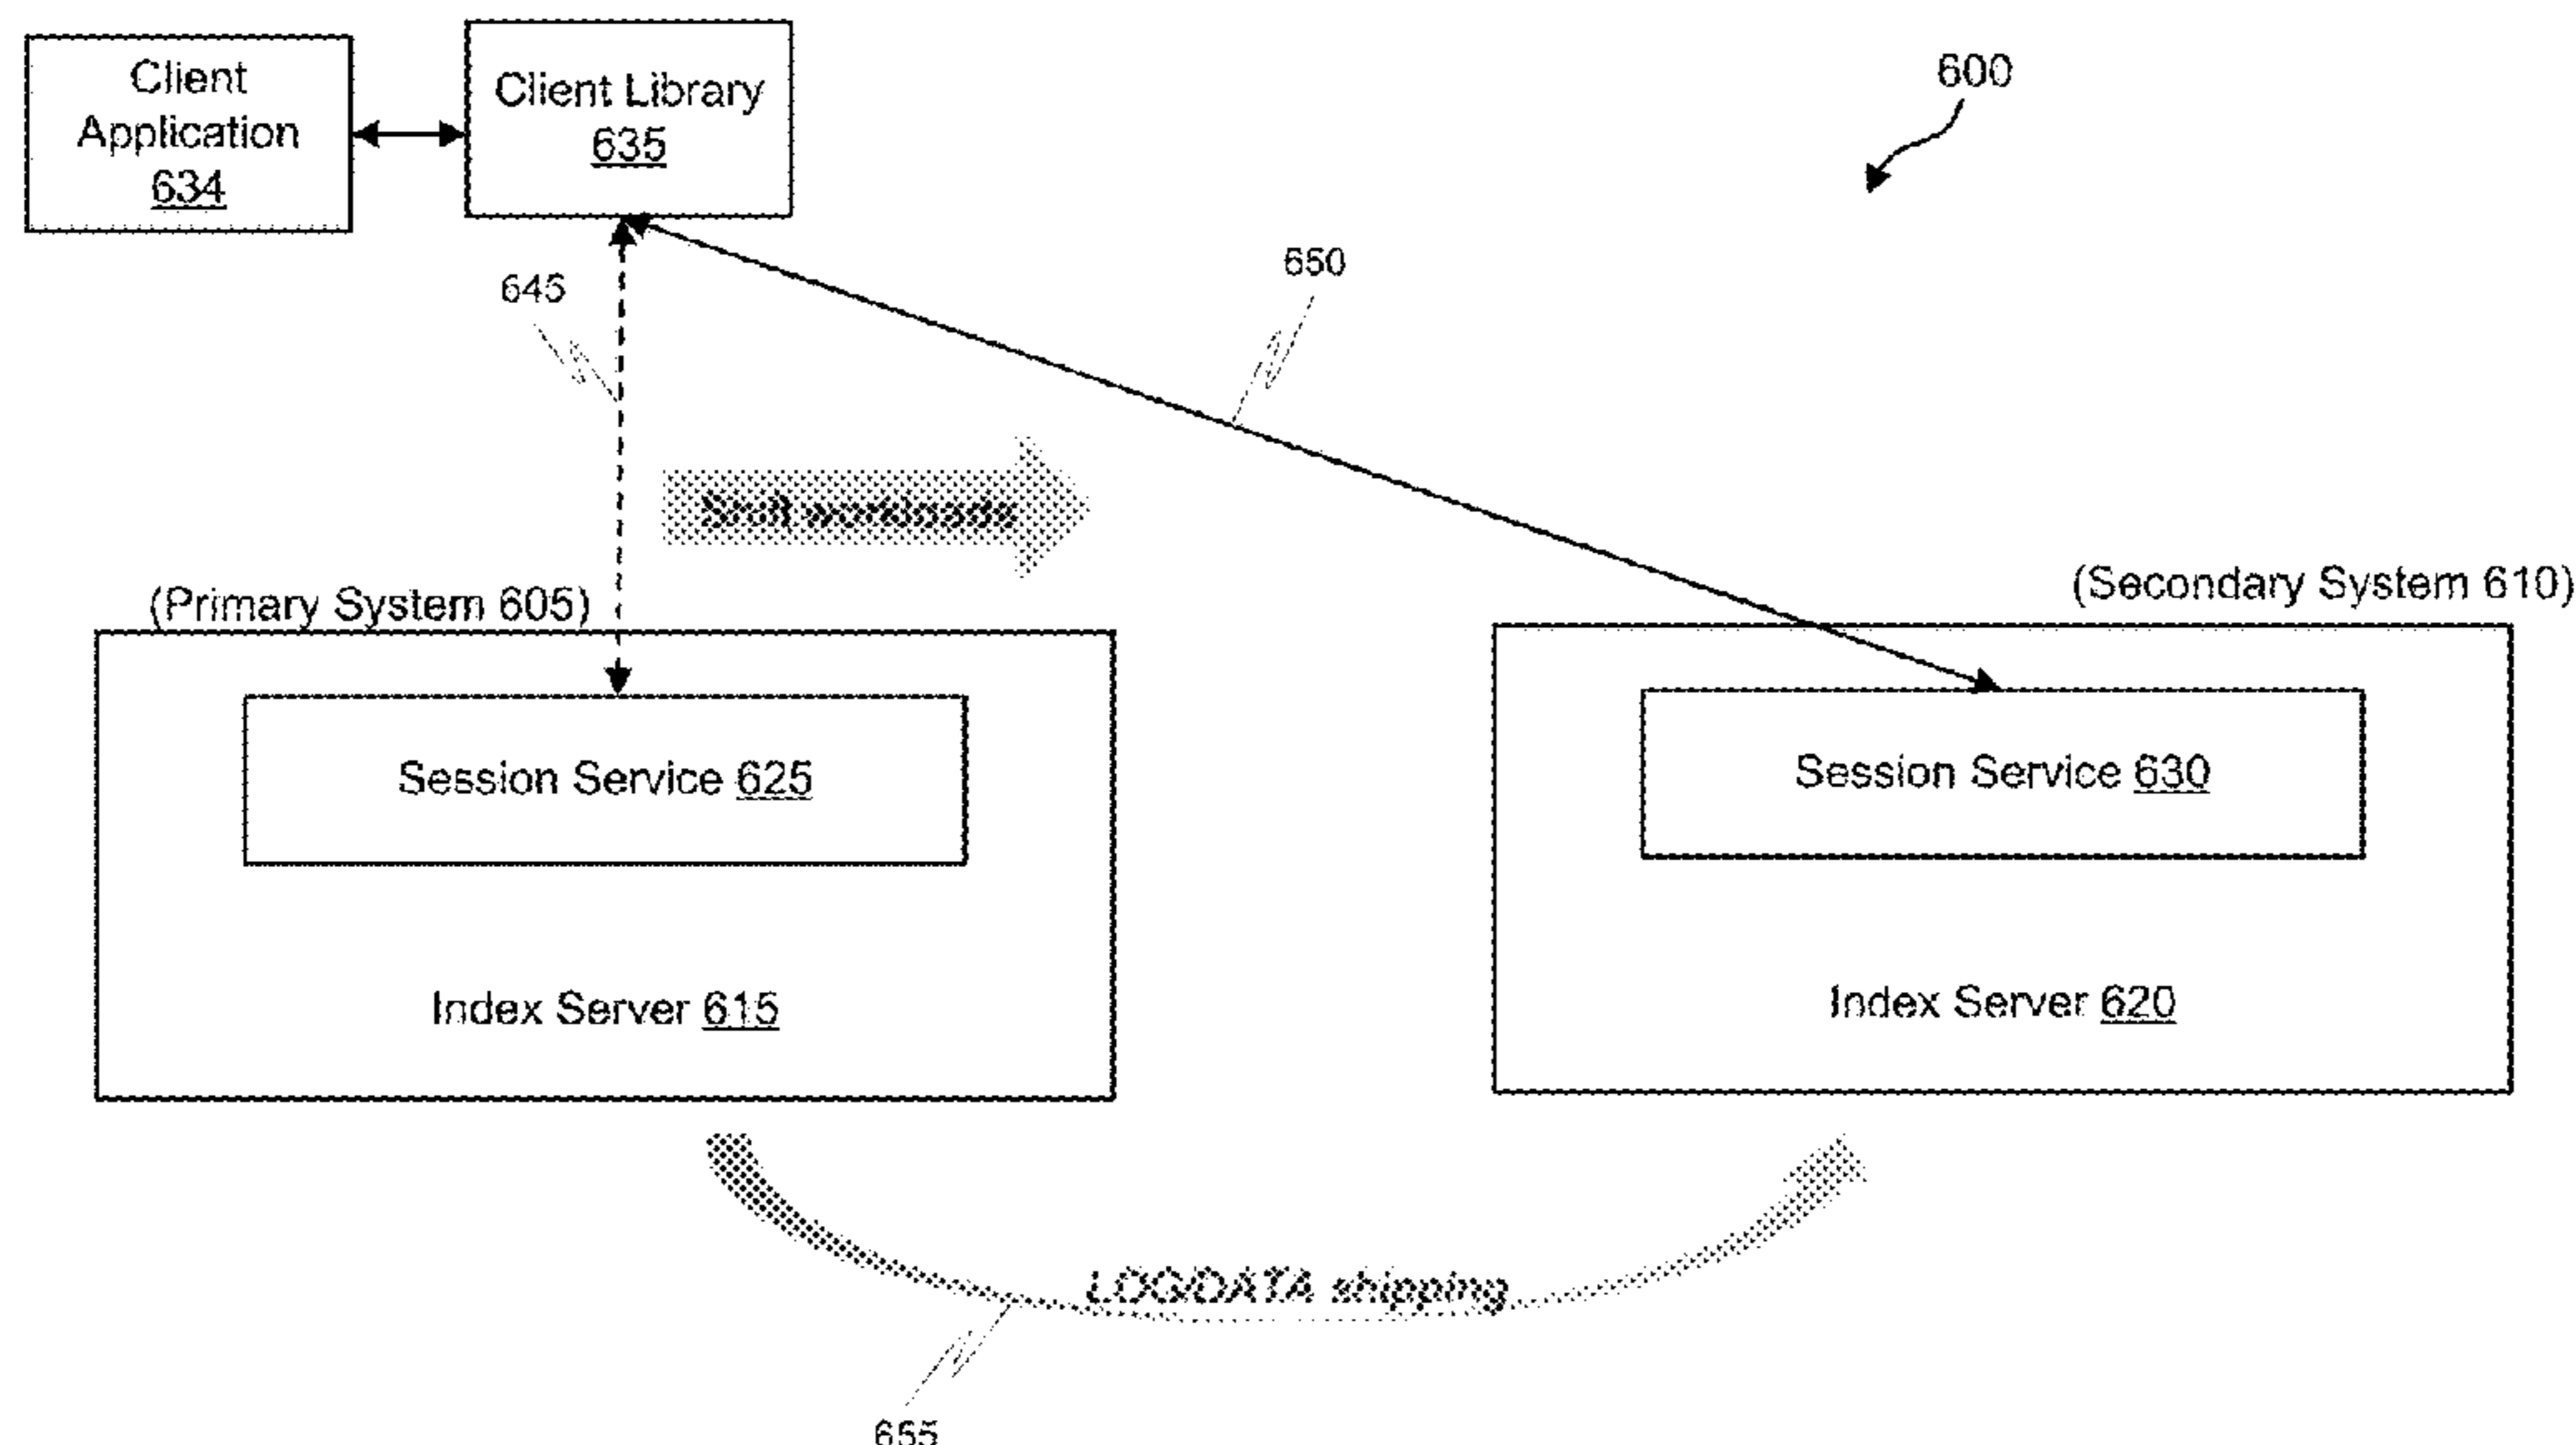 Client
Application
634
Client Library
635
600
645
650
Shift workloads
(Primary System 605)
(Secondary System 610)
Session Service 625
Session Service 630
Index Server 615
Index Server 620
LOG/DATA shipping
655